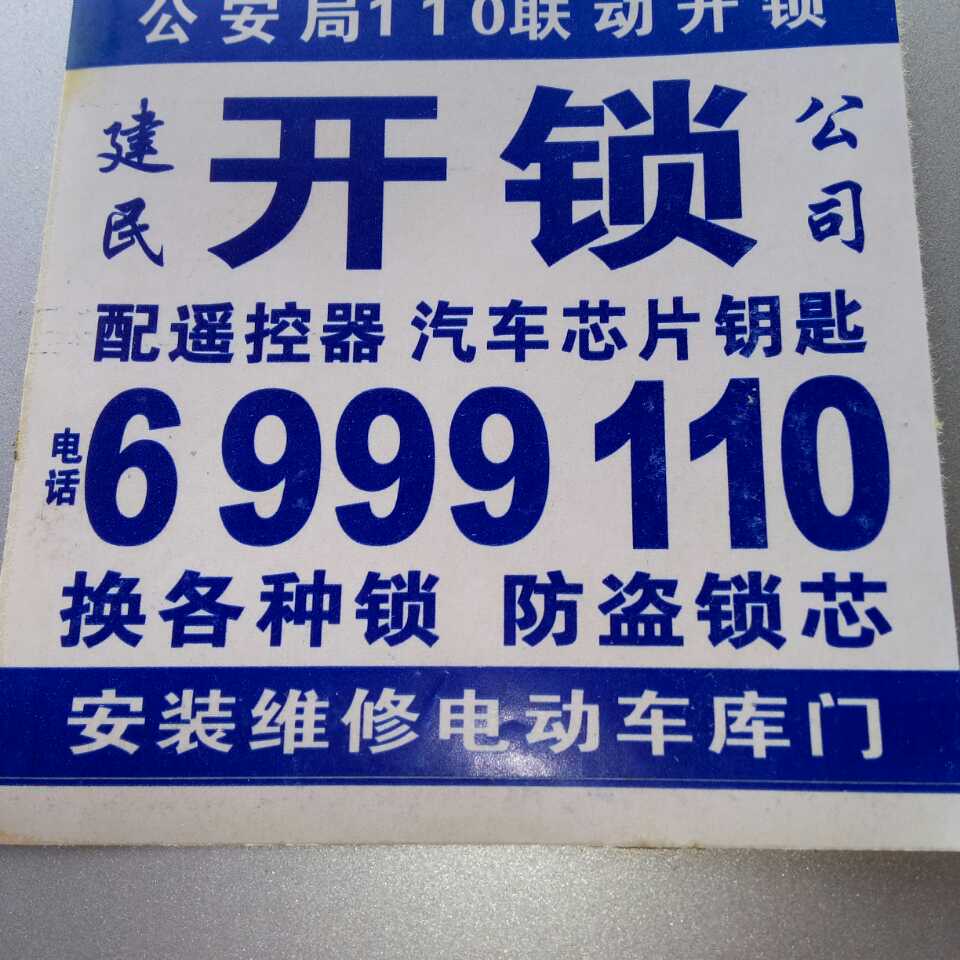 公安局110联动开锁
建民 开锁 公司
配遥控器 汽车芯片钥匙
电话 6999110
换各种锁 防盗锁芯
安装维修电动车库门